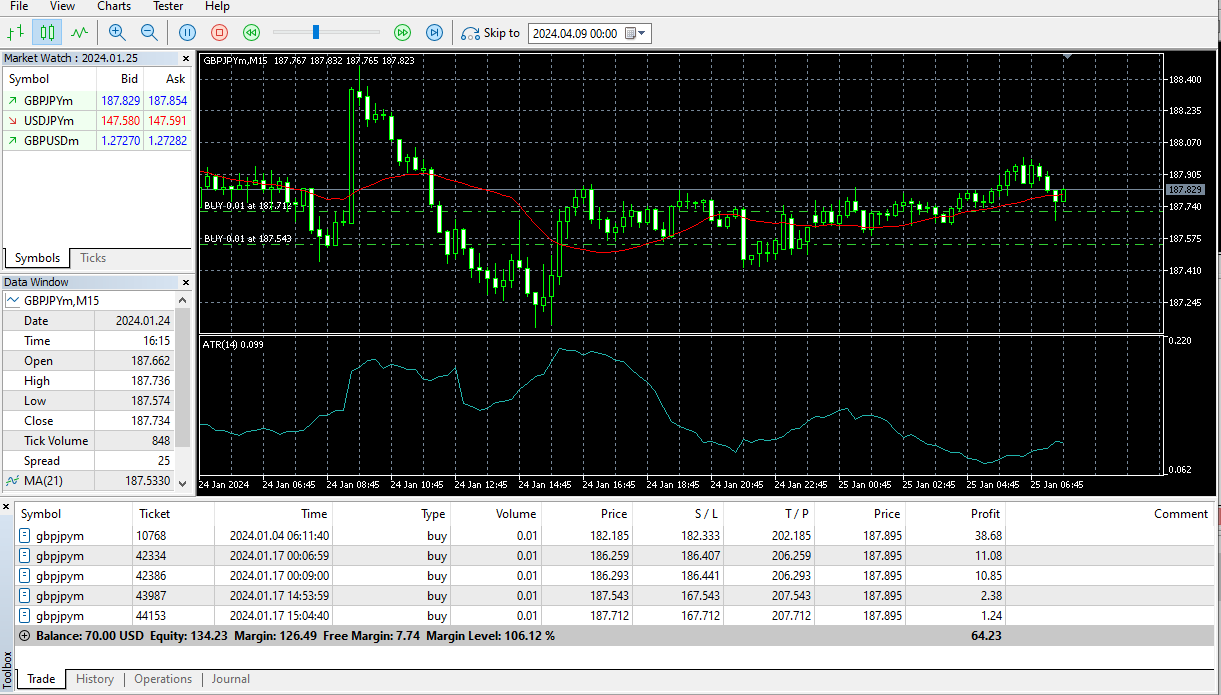 File View Charts Tester Help
Skip to 2024.04.09 00:00
Market Watch : 2024.01.25
Symbol Bid Ask
GBPJPYm 187.829 187.854
USDJPYm 147.580 147.591
GBPUSDm 1.27270 1.27282
Symbols Ticks
Data Window
GBPJPYm,M15
Date 2024.01.24
Time 16:15
Open 187.662
High 187.736
Low 187.574
Close 187.734
Tick Volume 848
Spread 25
MA(21) 187.5330
GBPJPYm,M15 187.767 187.832 187.765 187.823
BUY 0.01 at 187.712
BUY 0.01 at 187.543
188.400
188.235
188.070
187.905
187.829
187.740
187.575
187.410
187.245
ATR(14) 0.099
0.220
0.062
24 Jan 2024 24 Jan 06:45 24 Jan 08:45 24 Jan 10:45 24 Jan 12:45 24 Jan 14:45 24 Jan 16:45 24 Jan 18:45 24 Jan 20:45 24 Jan 22:45 25 Jan 00:45 25 Jan 02:45 25 Jan 04:45 25 Jan 06:45
Symbol Ticket Time Type Volume Price S / L T / P Price Profit Comment
gbpjpym 10768 2024.01.04 06:11:40 buy 0.01 182.185 182.333 202.185 187.895 38.68
gbpjpym 42334 2024.01.17 00:06:59 buy 0.01 186.259 186.407 206.259 187.895 11.08
gbpjpym 42386 2024.01.17 00:09:00 buy 0.01 186.293 186.441 206.293 187.895 10.85
gbpjpym 43987 2024.01.17 14:53:59 buy 0.01 187.543 167.543 207.543 187.895 2.38
gbpjpym 44153 2024.01.17 15:04:40 buy 0.01 187.712 167.712 207.712 187.895 1.24
Balance: 70.00 USD Equity: 134.23 Margin: 126.49 Free Margin: 7.74 Margin Level: 106.12 % 64.23
Toolbox
Trade History Operations Journal